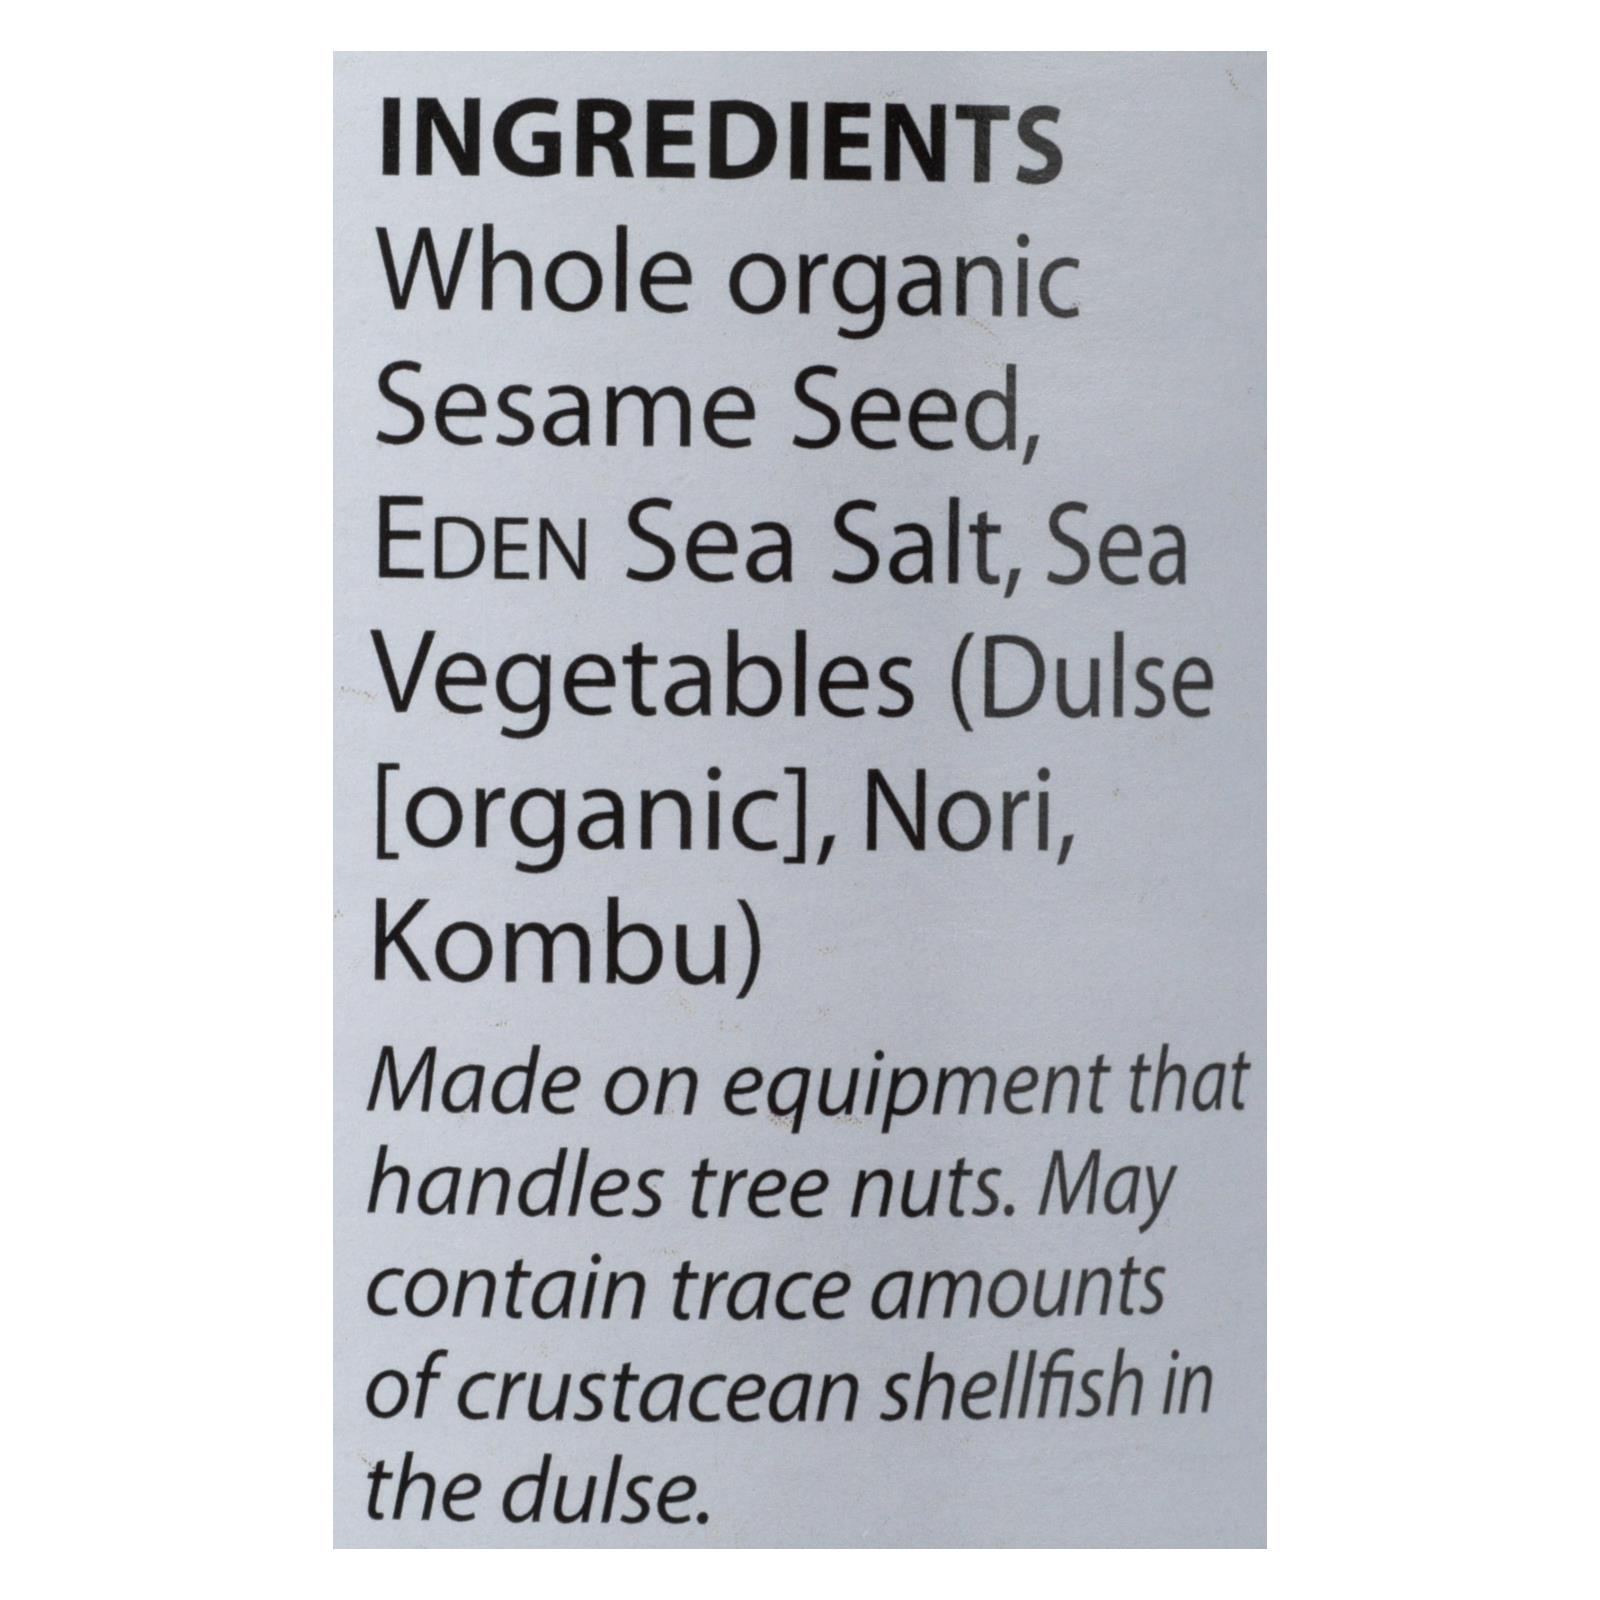 INGREDIENTS
Whole organic
Sesame Seed,
EDEN Sea Salt, Sea
Vegetables (Dulse
[organic], Nori,
Kombu)
Made on equipment that
handles tree nuts. May
contain trace amounts
of crustacean shellfish in
the dulse.